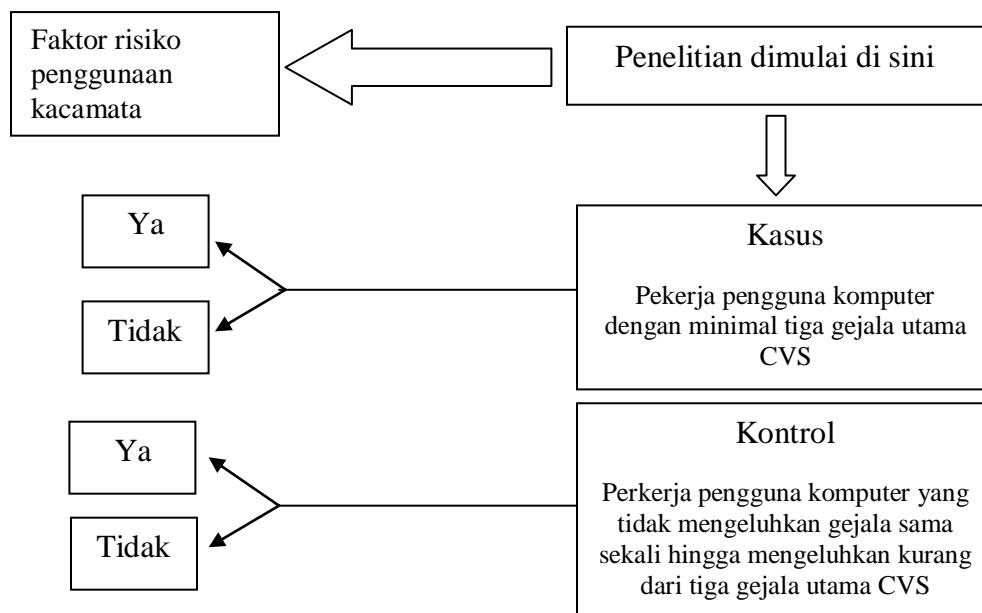 Faktor risiko
penggunaan
kacamata
Penelitian dimulai di sini
Ya
Tidak
Kasus
Pekerja pengguna komputer
dengan minimal tiga gejala utama
CVS
Ya
Tidak
Kontrol
Perkerja pengguna komputer yang
tidak mengeluhkan gejala sama
sekali hingga mengeluhkan kurang
dari tiga gejala utama CVS